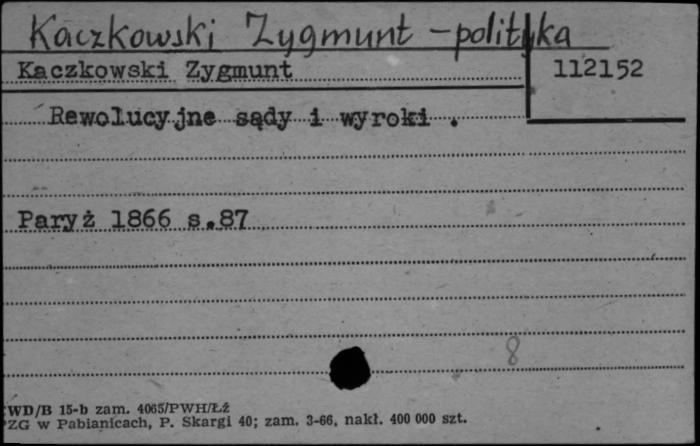 Kaczkowski Zygmunt - polityka
Kaczkowski Zygmunt 112152
Rewolucyjne sądy i wyroki .
Paryż 1866 s.87
8
WD/B 15-b zam. 4065/PWH/Łź
ZG w Pabianicach, P. Skargi 40; zam. 3-66, nakł. 400 000 szt.